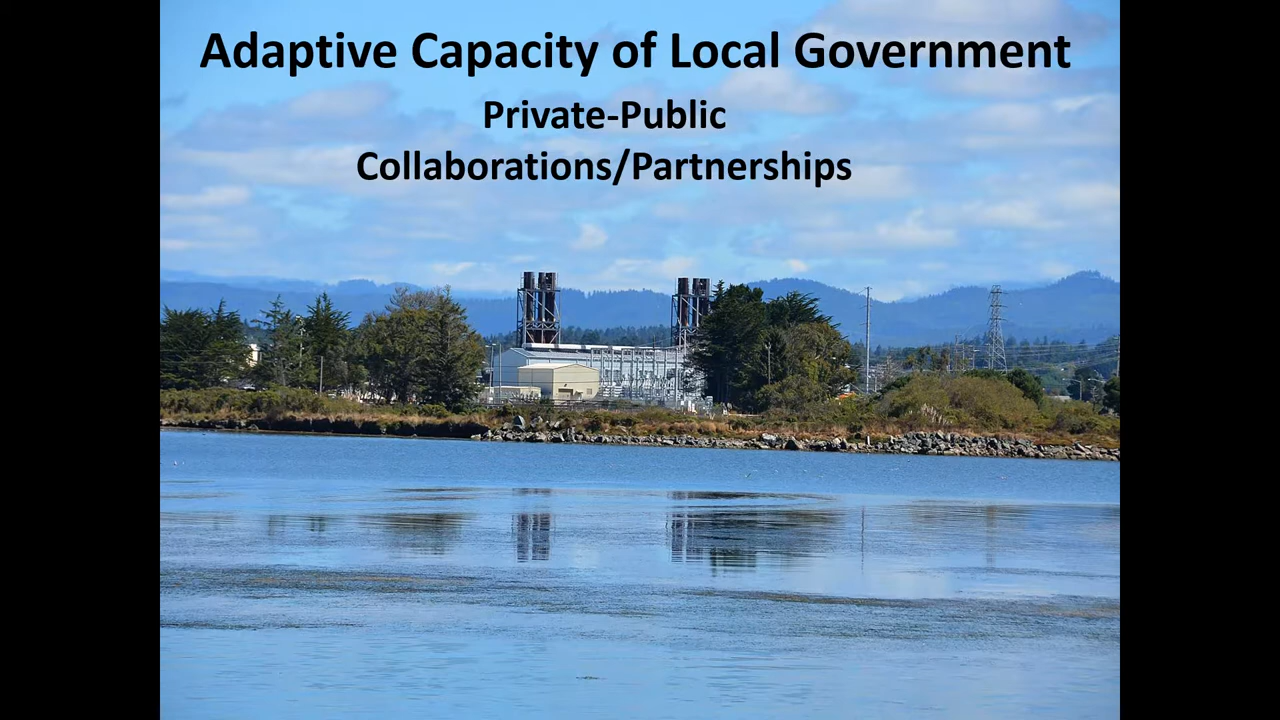 Adaptive Capacity of Local Government
Private-Public
Collaborations/Partnerships